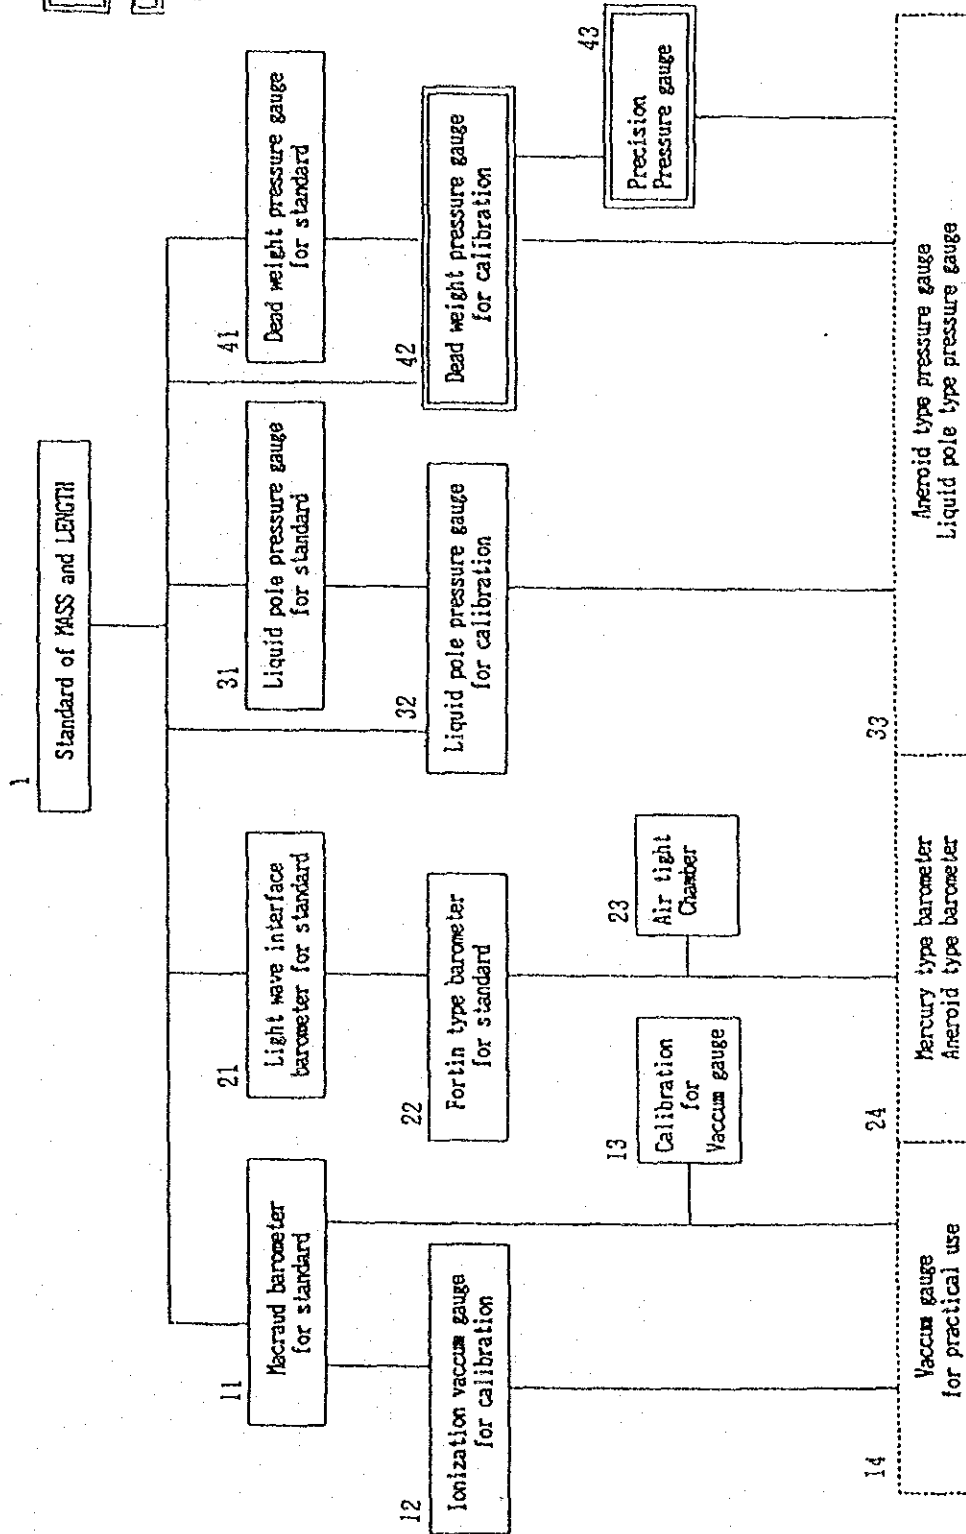 1
Standard of MASS and LENGTH
11
Macraud barometer
for standard
21
Light wave interface
barometer for standard
31
Liquid pole pressure gauge
for standard
41
Dead weight pressure gauge
for standard
12
Ionization vaccum gauge
for calibration
22
Fortin type barometer
for standard
32
Liquid pole pressure gauge
for calibration
42
Dead weight pressure gauge
for calibration
13
Calibration
for
Vaccum gauge
23
Air tight
Chamber
43
Precision
Pressure gauge
14
Vaccum gauge
for practical use
24
Mercury type barometer
Aneroid type barometer
33
Aneroid type pressure gauge
Liquid pole type pressure gauge